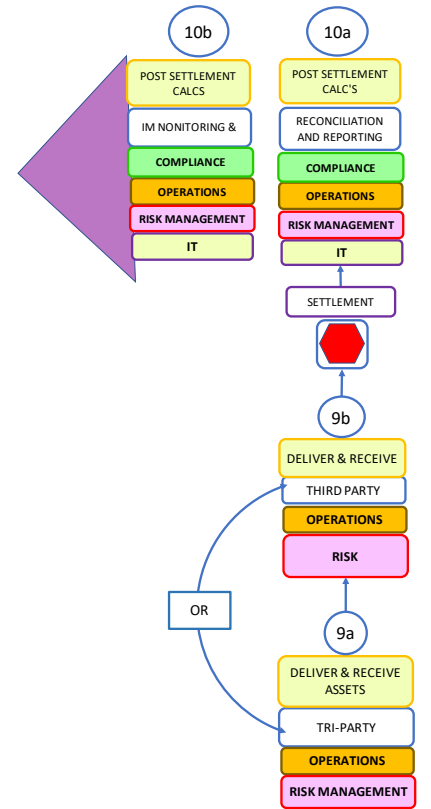 10b
POST SETTLEMENT
CALCS
IM NONITORING &
COMPLIANCE
OPERATIONS
RISK MANAGEMENT
IT
10a
POST SETTLEMENT
CALC'S
RECONCILIATION
AND REPORTING
COMPLIANCE
OPERATIONS
RISK MANAGEMENT
IT
SETTLEMENT
9b
DELIVER & RECEIVE
THIRD PARTY
OPERATIONS
RISK
OR
9a
DELIVER & RECEIVE
ASSETS
TRI-PARTY
OPERATIONS
RISK MANAGEMENT